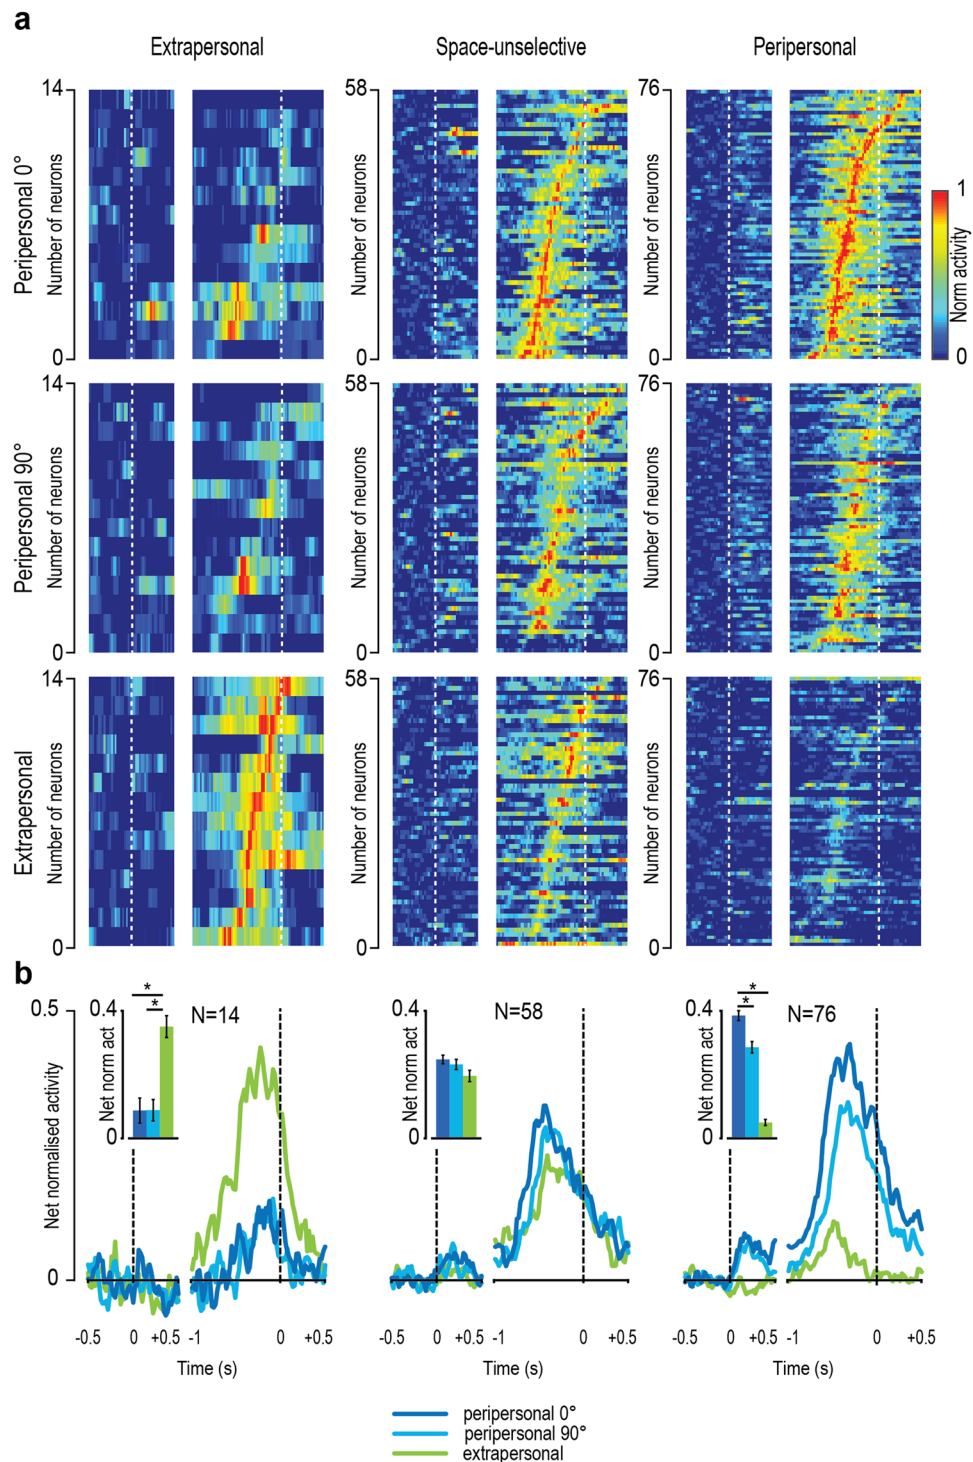 a
Extrapersonal
Space-unselective
Peripersonal
Peripersonal 0°
Number of neurons
14
0
Number of neurons
58
0
Number of neurons
76
0
1
Norm activity
0
Peripersonal 90°
Number of neurons
14
0
Number of neurons
58
0
Number of neurons
76
0
Extrapersonal
Number of neurons
14
0
Number of neurons
58
0
Number of neurons
76
0
b
Net normalised activity
0.5
0
Net norm act
0.4
0
* 
*
N=14
Net norm act
0.4
0
N=58
Net norm act
0.4
0
*
*
N=76
-0.5 0 +0.5 -1 0 +0.5
-0.5 0 +0.5 -1 0 +0.5
-0.5 0 +0.5 -1 0 +0.5
Time (s)
Time (s)
Time (s)
peripersonal 0°
peripersonal 90°
extrapersonal